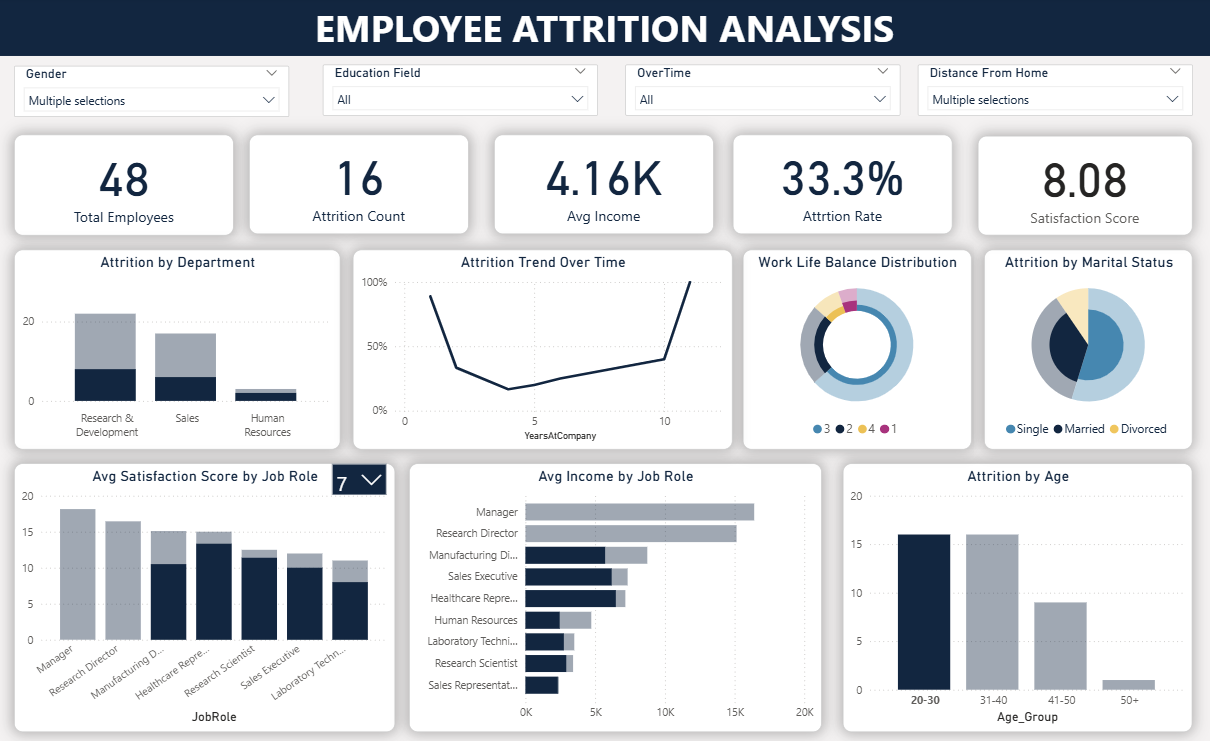 EMPLOYEE ATTRITION ANALYSIS
Gender
Multiple selections
Education Field
All
OverTime
All
Distance From Home
Multiple selections
48
Total Employees
16
Attrition Count
4.16K
Avg Income
33.3%
Attrtion Rate
8.08
Satisfaction Score
Attrition by Department
20
0
Research &
Development
Sales
Human
Resources
Attrition Trend Over Time
100%
50%
0%
0
5
10
YearsAtCompany
Work Life Balance Distribution
3 2 4 1
Attrition by Marital Status
Single Married Divorced
Avg Satisfaction Score by Job Role
7
20
15
10
5
0
Manager
Research Director
Manufacturing D...
Healthcare Repre...
Research Scientist
Sales Executive
Laboratory Techn...
JobRole
Avg Income by Job Role
Manager
Research Director
Manufacturing Di...
Sales Executive
Healthcare Repre...
Human Resources
Laboratory Techni...
Research Scientist
Sales Representat...
0K
5K
10K
15K
20K
Attrition by Age
20
15
10
5
0
20-30
31-40
41-50
50+
Age_Group